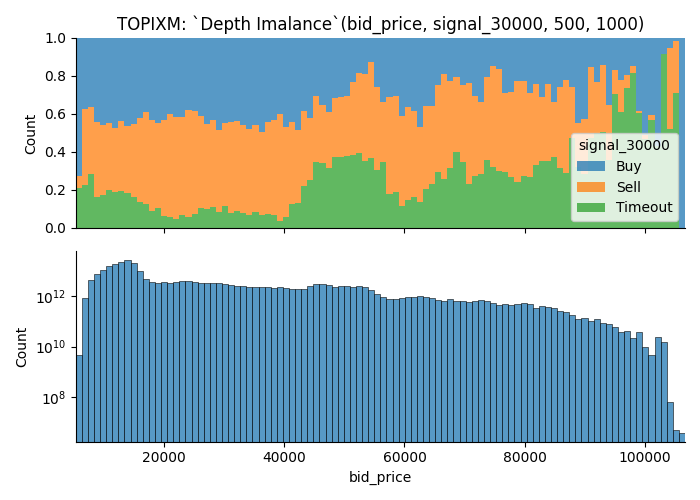 TOPIXM: `Depth Imalance`(bid_price, signal_30000, 500, 1000)
1.0
0.8
0.6
0.4
0.2
0.0
Count
signal_30000
Buy
Sell
Timeout
10^12
10^10
10^8
Count
20000 40000 60000 80000 100000
bid_price